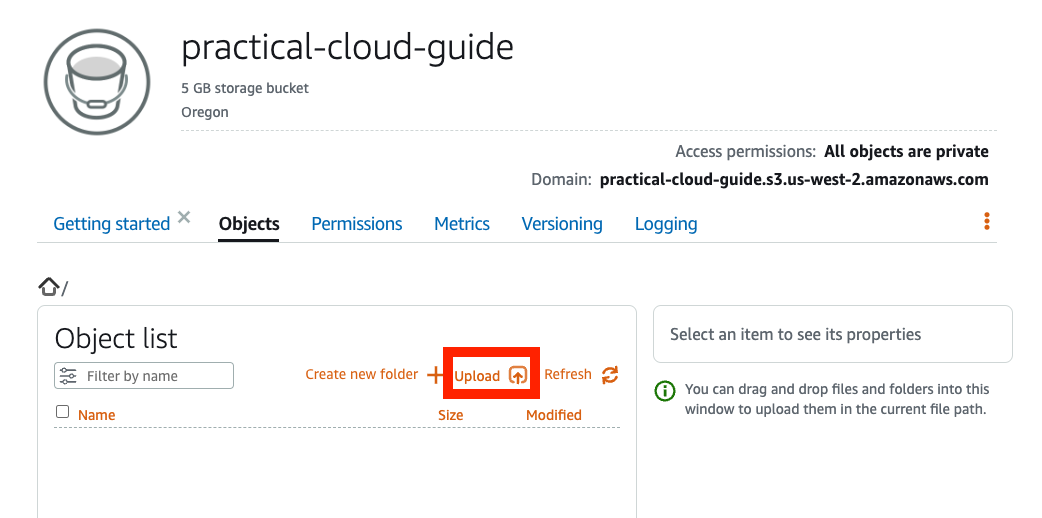 practical-cloud-guide
5 GB storage bucket
Oregon
Access permissions: All objects are private
Domain: practical-cloud-guide.s3.us-west-2.amazonaws.com
Getting started Objects Permissions Metrics Versioning Logging
/
Object list
Filter by name Create new folder Upload Refresh
Name Size Modified
Select an item to see its properties
You can drag and drop files and folders into this
window to upload them in the current file path.